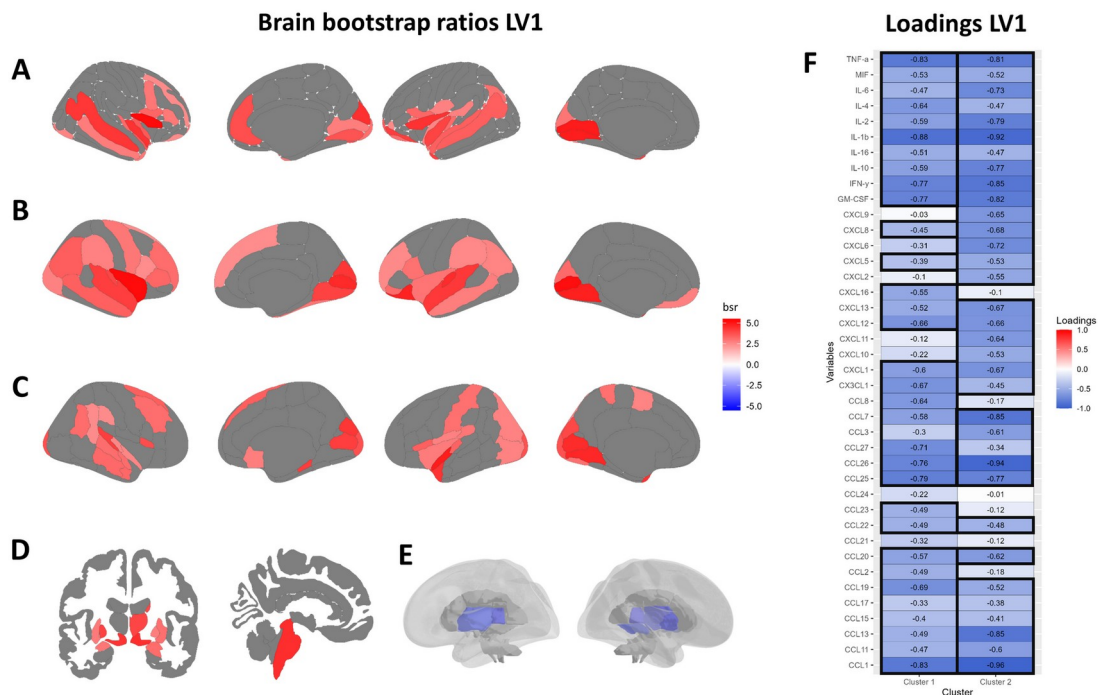 Brain bootstrap ratios LV1
Loadings LV1
A
B
C
D
E
F
bsr
5.0
2.5
0.0
-2.5
-5.0
Variables
TNF-a -0.83 -0.81
MIF -0.53 -0.52
IL-6 -0.47 -0.73
IL-4 -0.64 -0.47
IL-2 -0.59 -0.79
IL-1b -0.88 -0.92
IL-16 -0.51 -0.47
IL-10 -0.59 -0.77
IFN-y -0.77 -0.85
GM-CSF -0.77 -0.82
CXCL9 -0.03 -0.65
CXCL8 -0.45 -0.68
CXCL6 -0.31 -0.72
CXCL5 -0.39 -0.53
CXCL2 -0.1 -0.55
CXCL16 -0.55 -0.1
CXCL13 -0.52 -0.67
CXCL12 -0.66 -0.66
CXCL11 -0.12 -0.64
CXCL10 -0.22 -0.53
CXCL1 -0.6 -0.67
CX3CL1 -0.67 -0.45
CCL8 -0.64 -0.17
CCL7 -0.58 -0.85
CCL3 -0.3 -0.61
CCL27 -0.71 -0.34
CCL26 -0.76 -0.94
CCL25 -0.79 -0.77
CCL24 -0.22 -0.01
CCL23 -0.49 -0.12
CCL22 -0.49 -0.48
CCL21 -0.32 -0.12
CCL20 -0.57 -0.62
CCL2 -0.49 -0.18
CCL19 -0.69 -0.52
CCL17 -0.33 -0.38
CCL15 -0.4 -0.41
CCL13 -0.49 -0.85
CCL11 -0.47 -0.6
CCL1 -0.83 -0.96
Cluster 1 Cluster 2
Cluster
Loadings
1.0
0.5
0.0
-0.5
-1.0